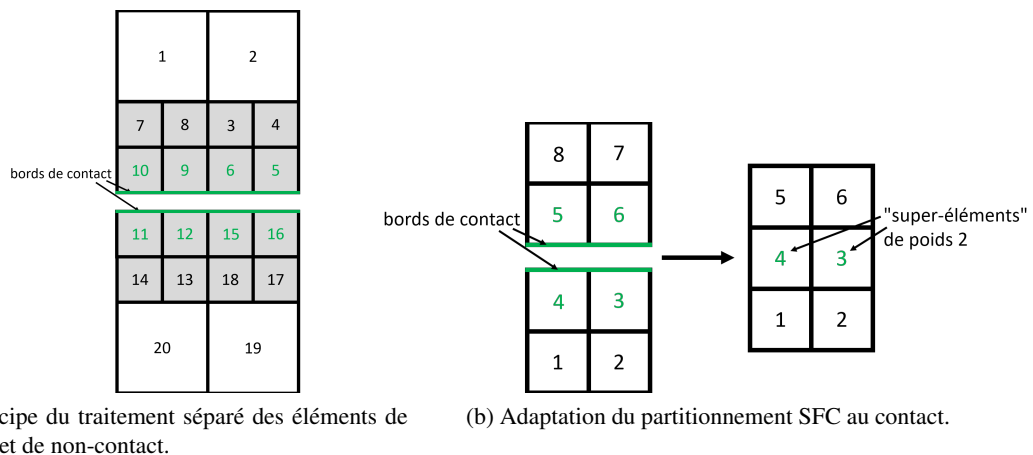 1 2
7 8 3 4
10 9 6 5
bords de contact
11 12 15 16
14 13 18 17
20 19
8 7
5 6
bords de contact
4 3
1 2
5 6
"super-éléments"
de poids 2
4 3
1 2
cipe du traitement séparé des éléments de
et de non-contact.
(b) Adaptation du partitionnement SFC au contact.